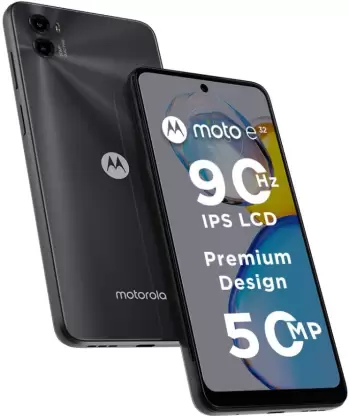 motorola
moto e32
90Hz
IPS LCD
Premium
Design
50MP